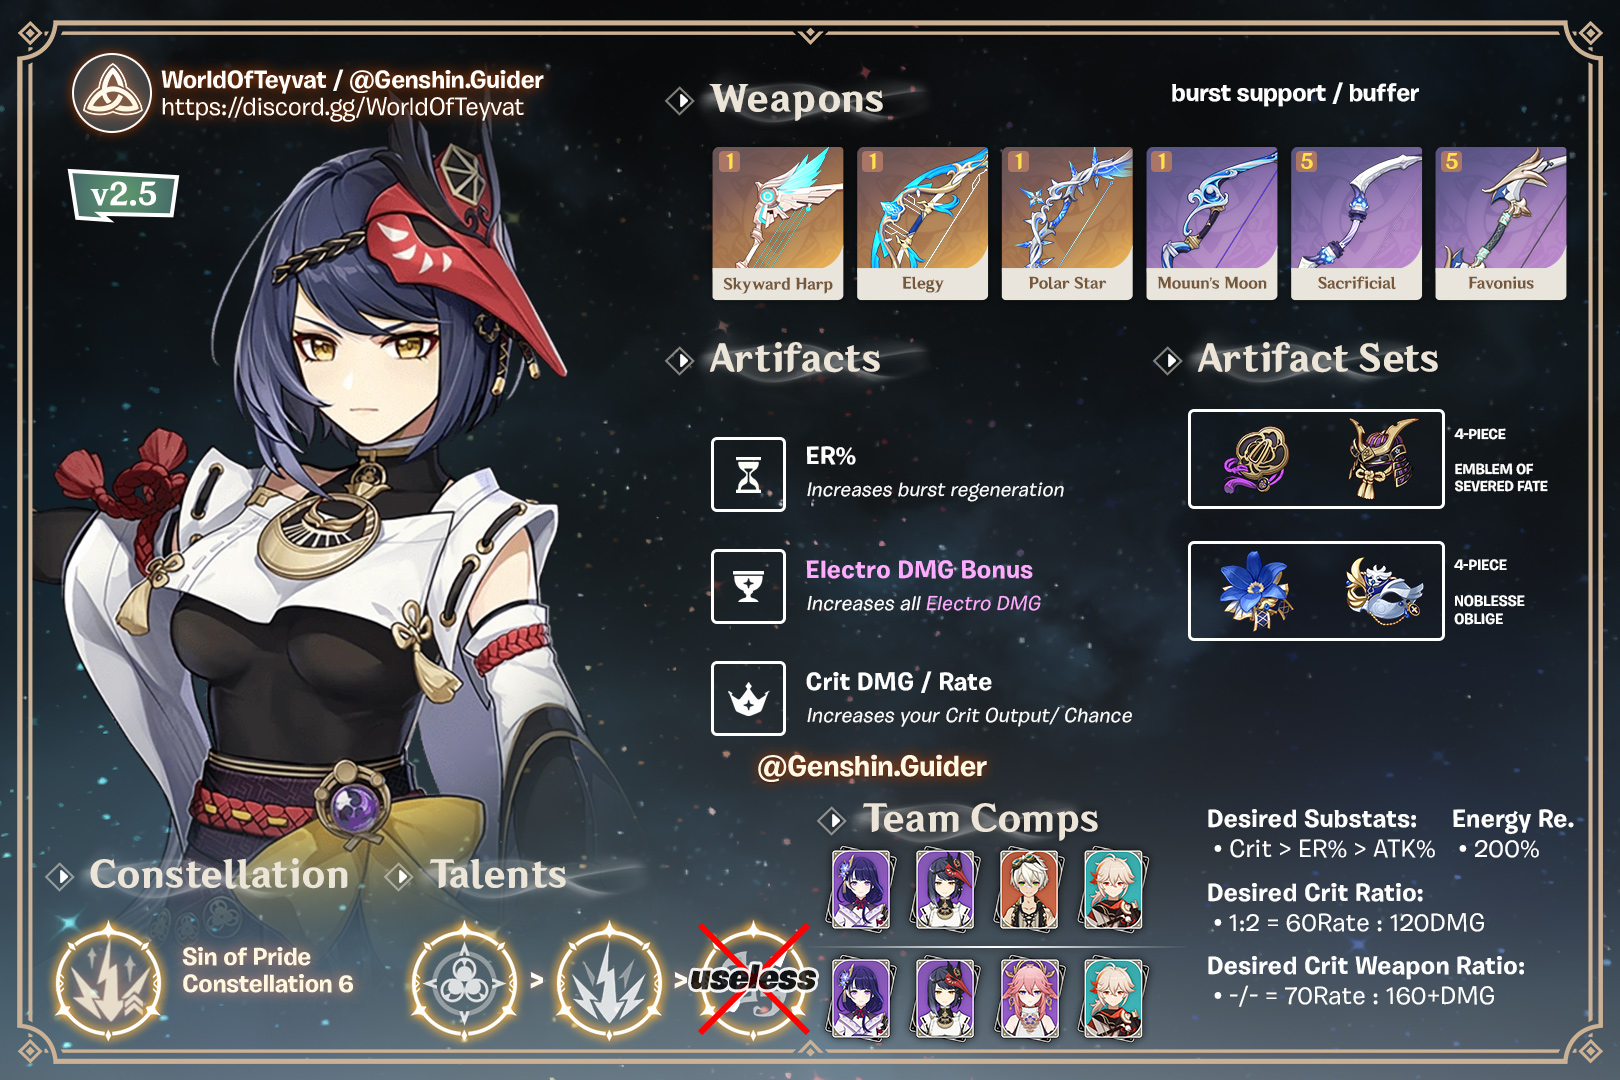 WorldOfTeyvat / @Genshin.Guider
https://discord.gg/WorldOfTeyvat
v2.5
Weapons
burst support / buffer
1
1
1
1
5
5
Skyward Harp
Elegy
Polar Star
Mouun's Moon
Sacrificial
Favonius
Artifacts
ER%
Increases burst regeneration
Electro DMG Bonus
Increases all Electro DMG
Crit DMG / Rate
Increases your Crit Output/ Chance
@Genshin.Guider
Artifact Sets
4-PIECE
EMBLEM OF
SEVERED FATE
4-PIECE
NOBLESSE
OBLIGE
Constellation
Sin of Pride
Constellation 6
Talents
>
>
useless
Team Comps
Desired Substats:
• Crit > ER% > ATK%
Energy Re.
• 200%
Desired Crit Ratio:
• 1:2 = 60Rate : 120DMG
Desired Crit Weapon Ratio:
• -/- = 70Rate : 160+DMG